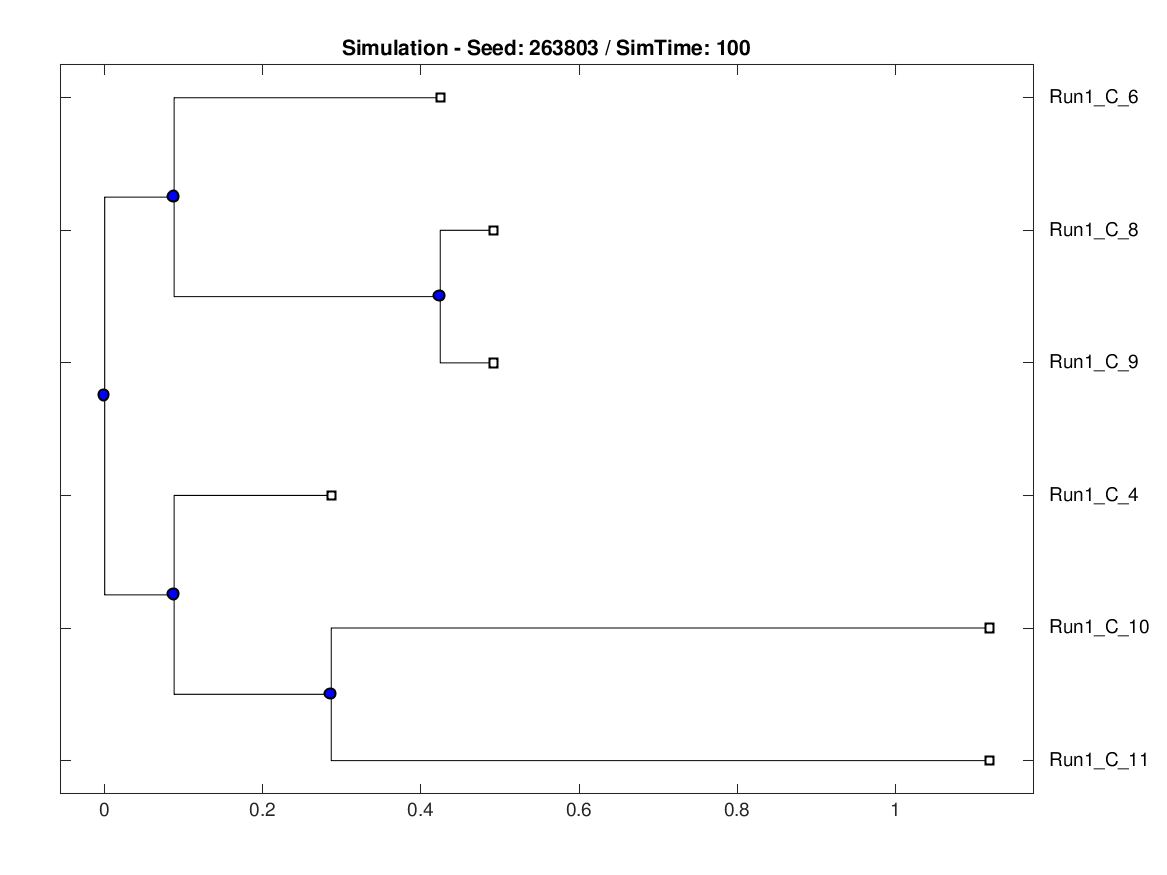 Simulation - Seed: 263803 / SimTime: 100
Run1_C_6
Run1_C_8
Run1_C_9
Run1_C_4
Run1_C_10
Run1_C_11
0 0.2 0.4 0.6 0.8 1